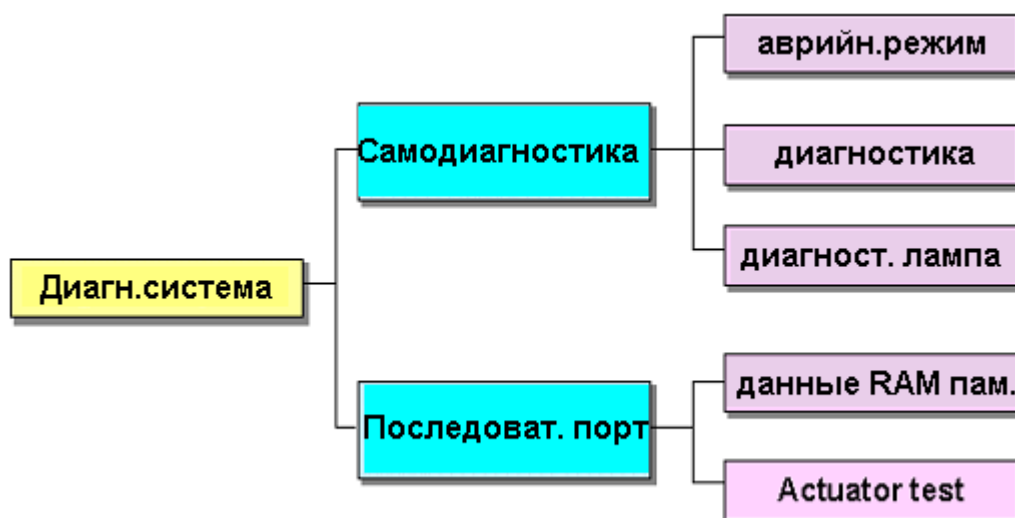 аврийн.режим
Самодиагностика
диагностика
диагност. лампа
Диагн.система
данные RAM пам.
Последоват. порт
Actuator test